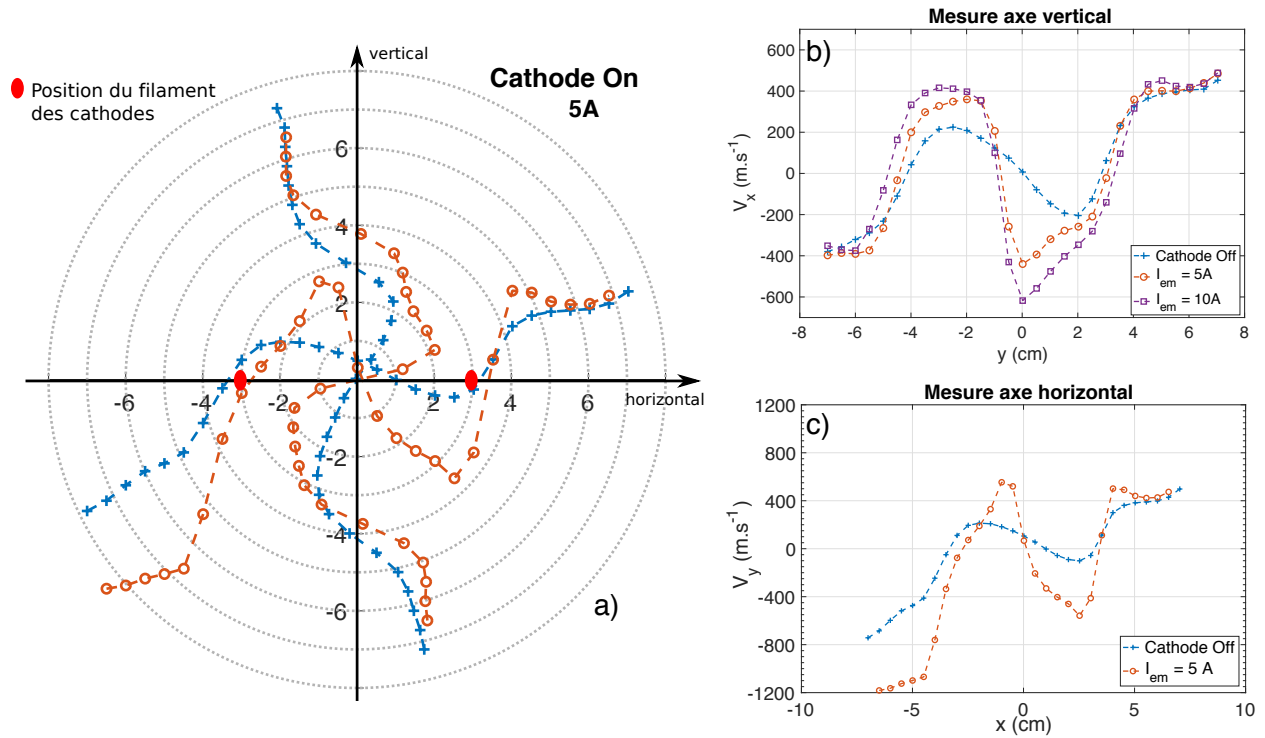 Position du filament
des cathodes
vertical
Cathode On
5A
6
4
2
-6
-4
-2
2
4
6
horizontal
-2
-4
-6
a)
Mesure axe vertical
b)
600
400
200
0
-200
-400
-600
V_x (m.s^-1)
Cathode Off
I_em = 5A
I_em = 10A
-8
-6
-4
-2
0
2
4
6
8
y (cm)
Mesure axe horizontal
c)
1200
800
400
0
-400
-800
-1200
V_y (m.s^-1)
Cathode Off
I_em = 5 A
-10
-5
0
5
10
x (cm)